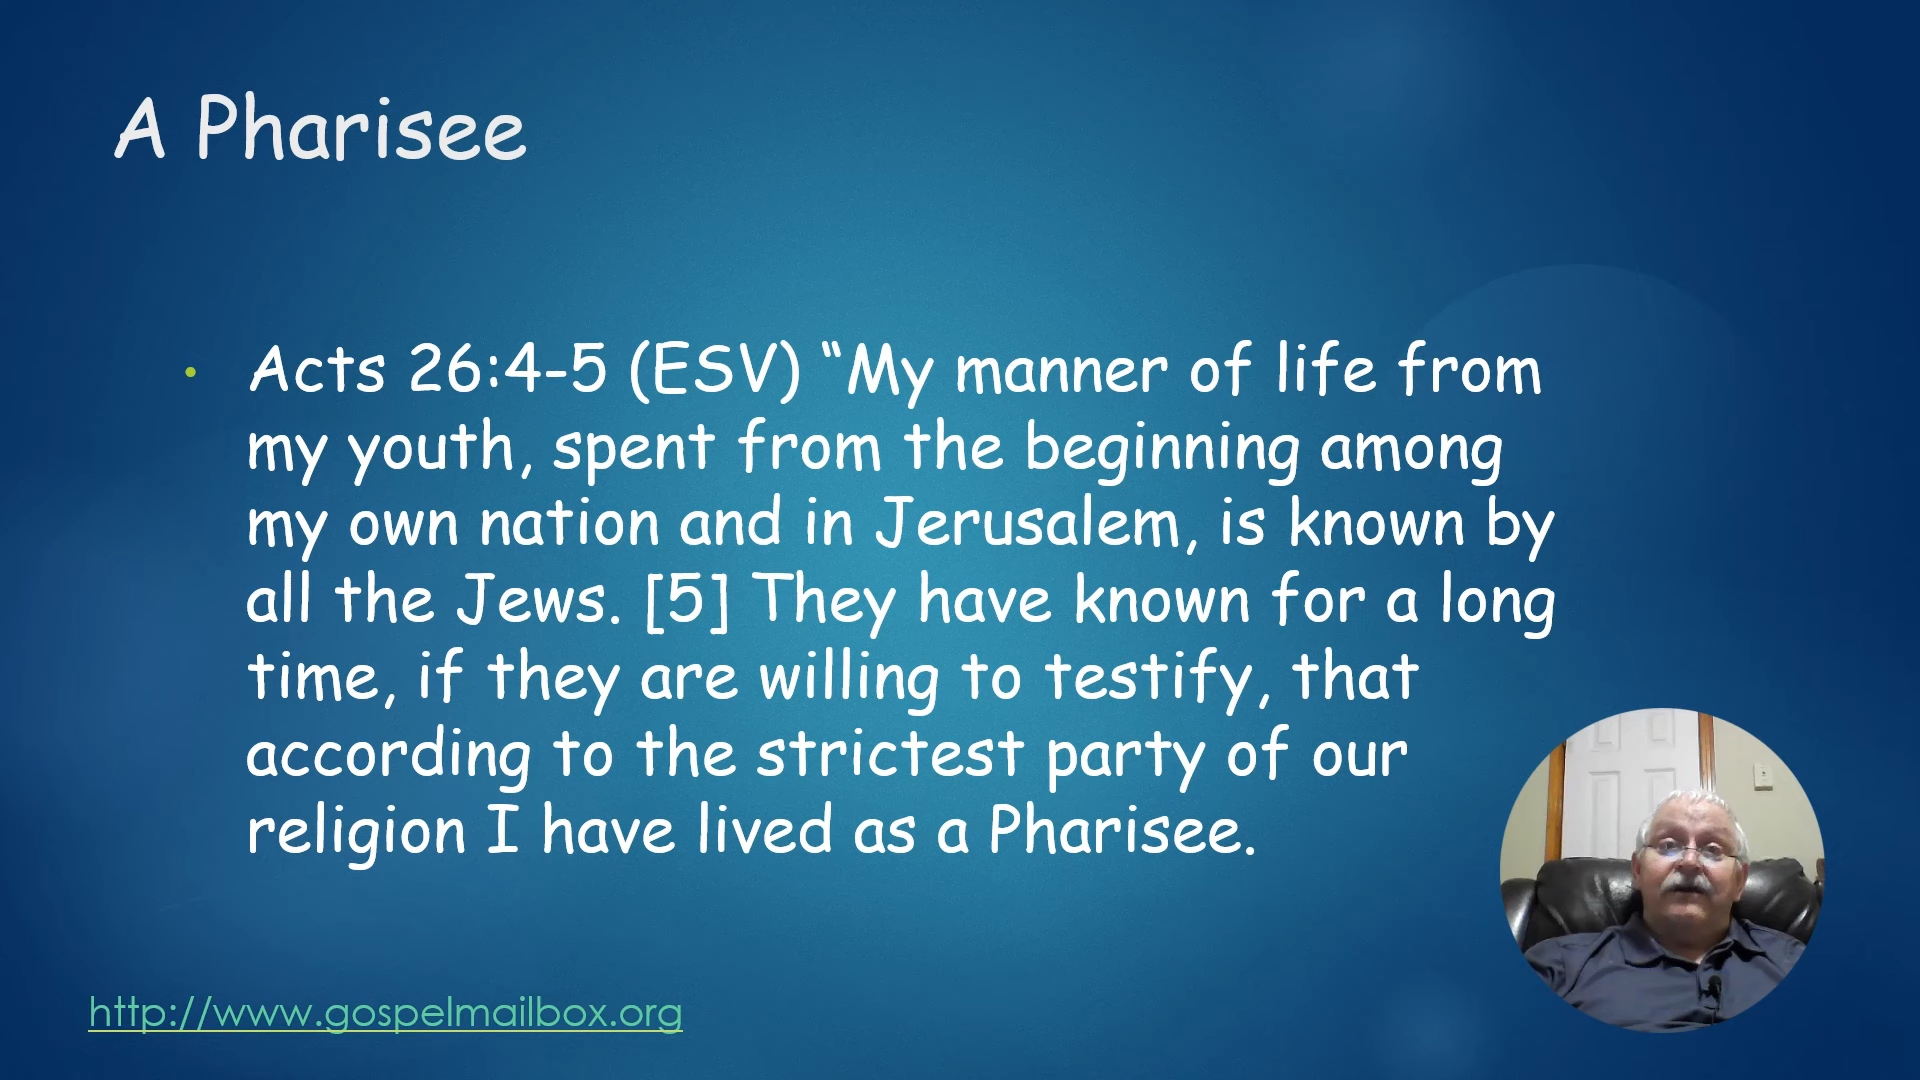 A Pharisee
• Acts 26:4-5 (ESV) “My manner of life from
my youth, spent from the beginning among
my own nation and in Jerusalem, is known by
all the Jews. [5] They have known for a long
time, if they are willing to testify, that
according to the strictest party of our
religion I have lived as a Pharisee.
http://www.gospelmailbox.org